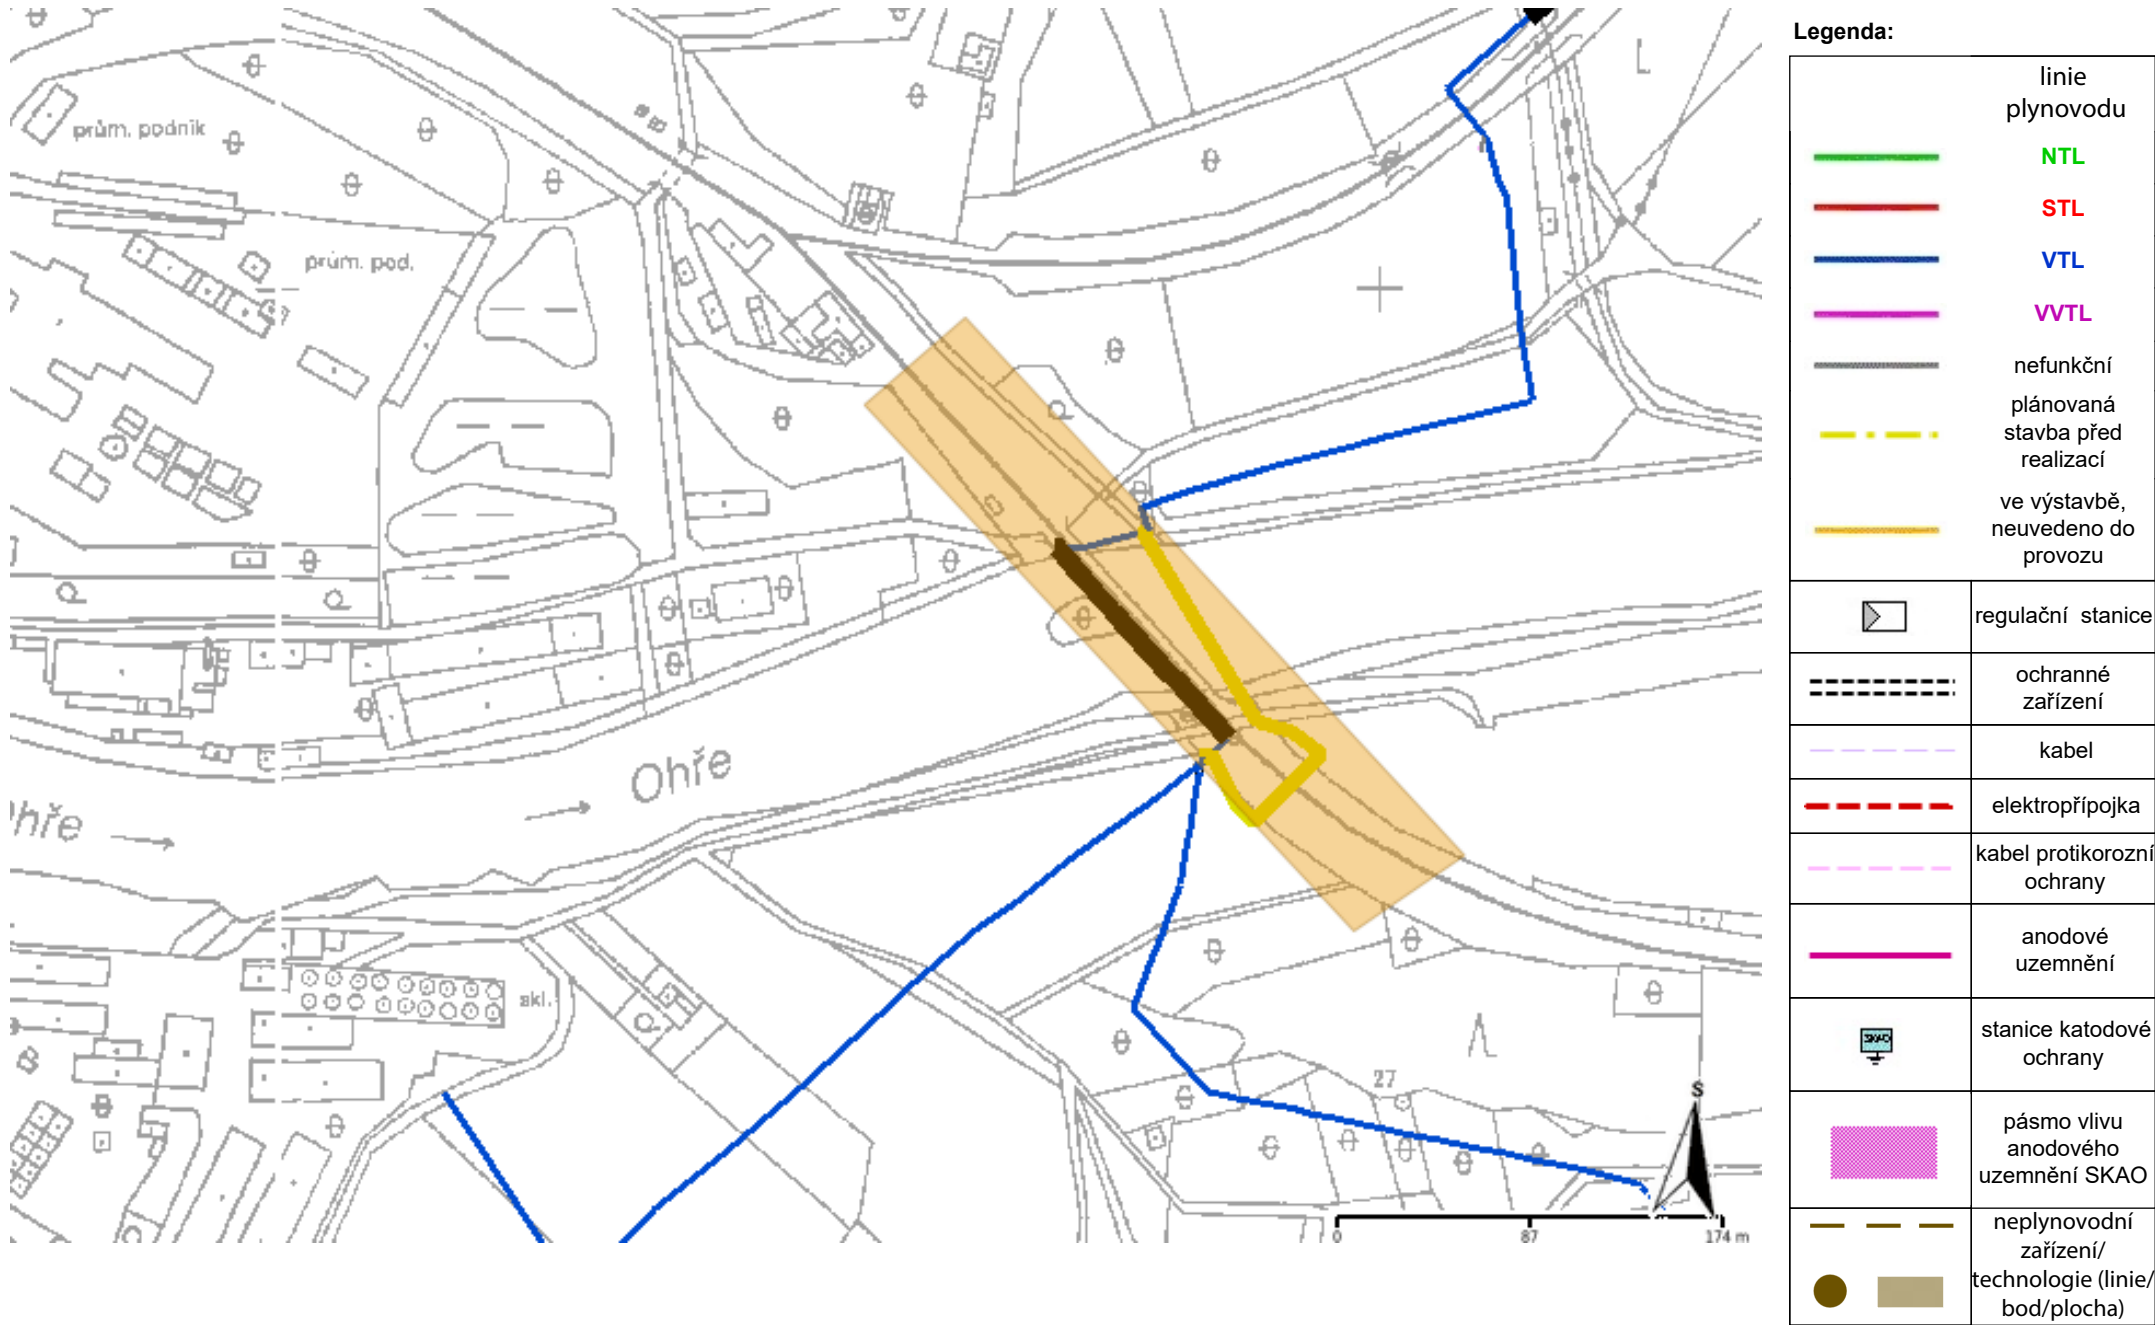 prům. podnik
prům. pod.
Ohře
hře
skl.
27
S
0 87 174 m
Legenda:
linie
plynovodu
NTL
STL
VTL
VVTL
nefunkční
plánovaná
stavba před
realizací
ve výstavbě,
neuvedeno do
provozu
regulační stanice
ochranné
zařízení
kabel
elektropřípojka
kabel protikorozní
ochrany
anodové
uzemnění
SKAO
stanice katodové
ochrany
pásmo vlivu
anodového
uzemnění SKAO
neplynovodní
zařízení/
technologie (linie/
bod/plocha)